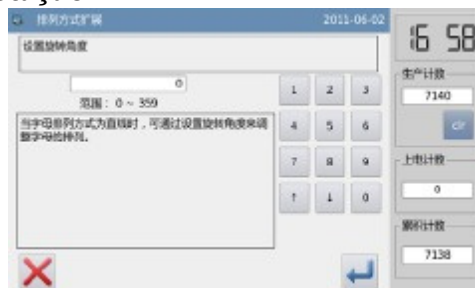 排列方式扩展
2011-06-02
16 58
设置旋转角度
0
范围: 0 ~ 359
当字母排列方式为直线时，可通过设置旋转角度来调
整字母的排列。
1 2 3
4 5 6
7 8 9
↑ ↓ 0
生产计数
7140
clr
上电计数
0
累积计数
7138